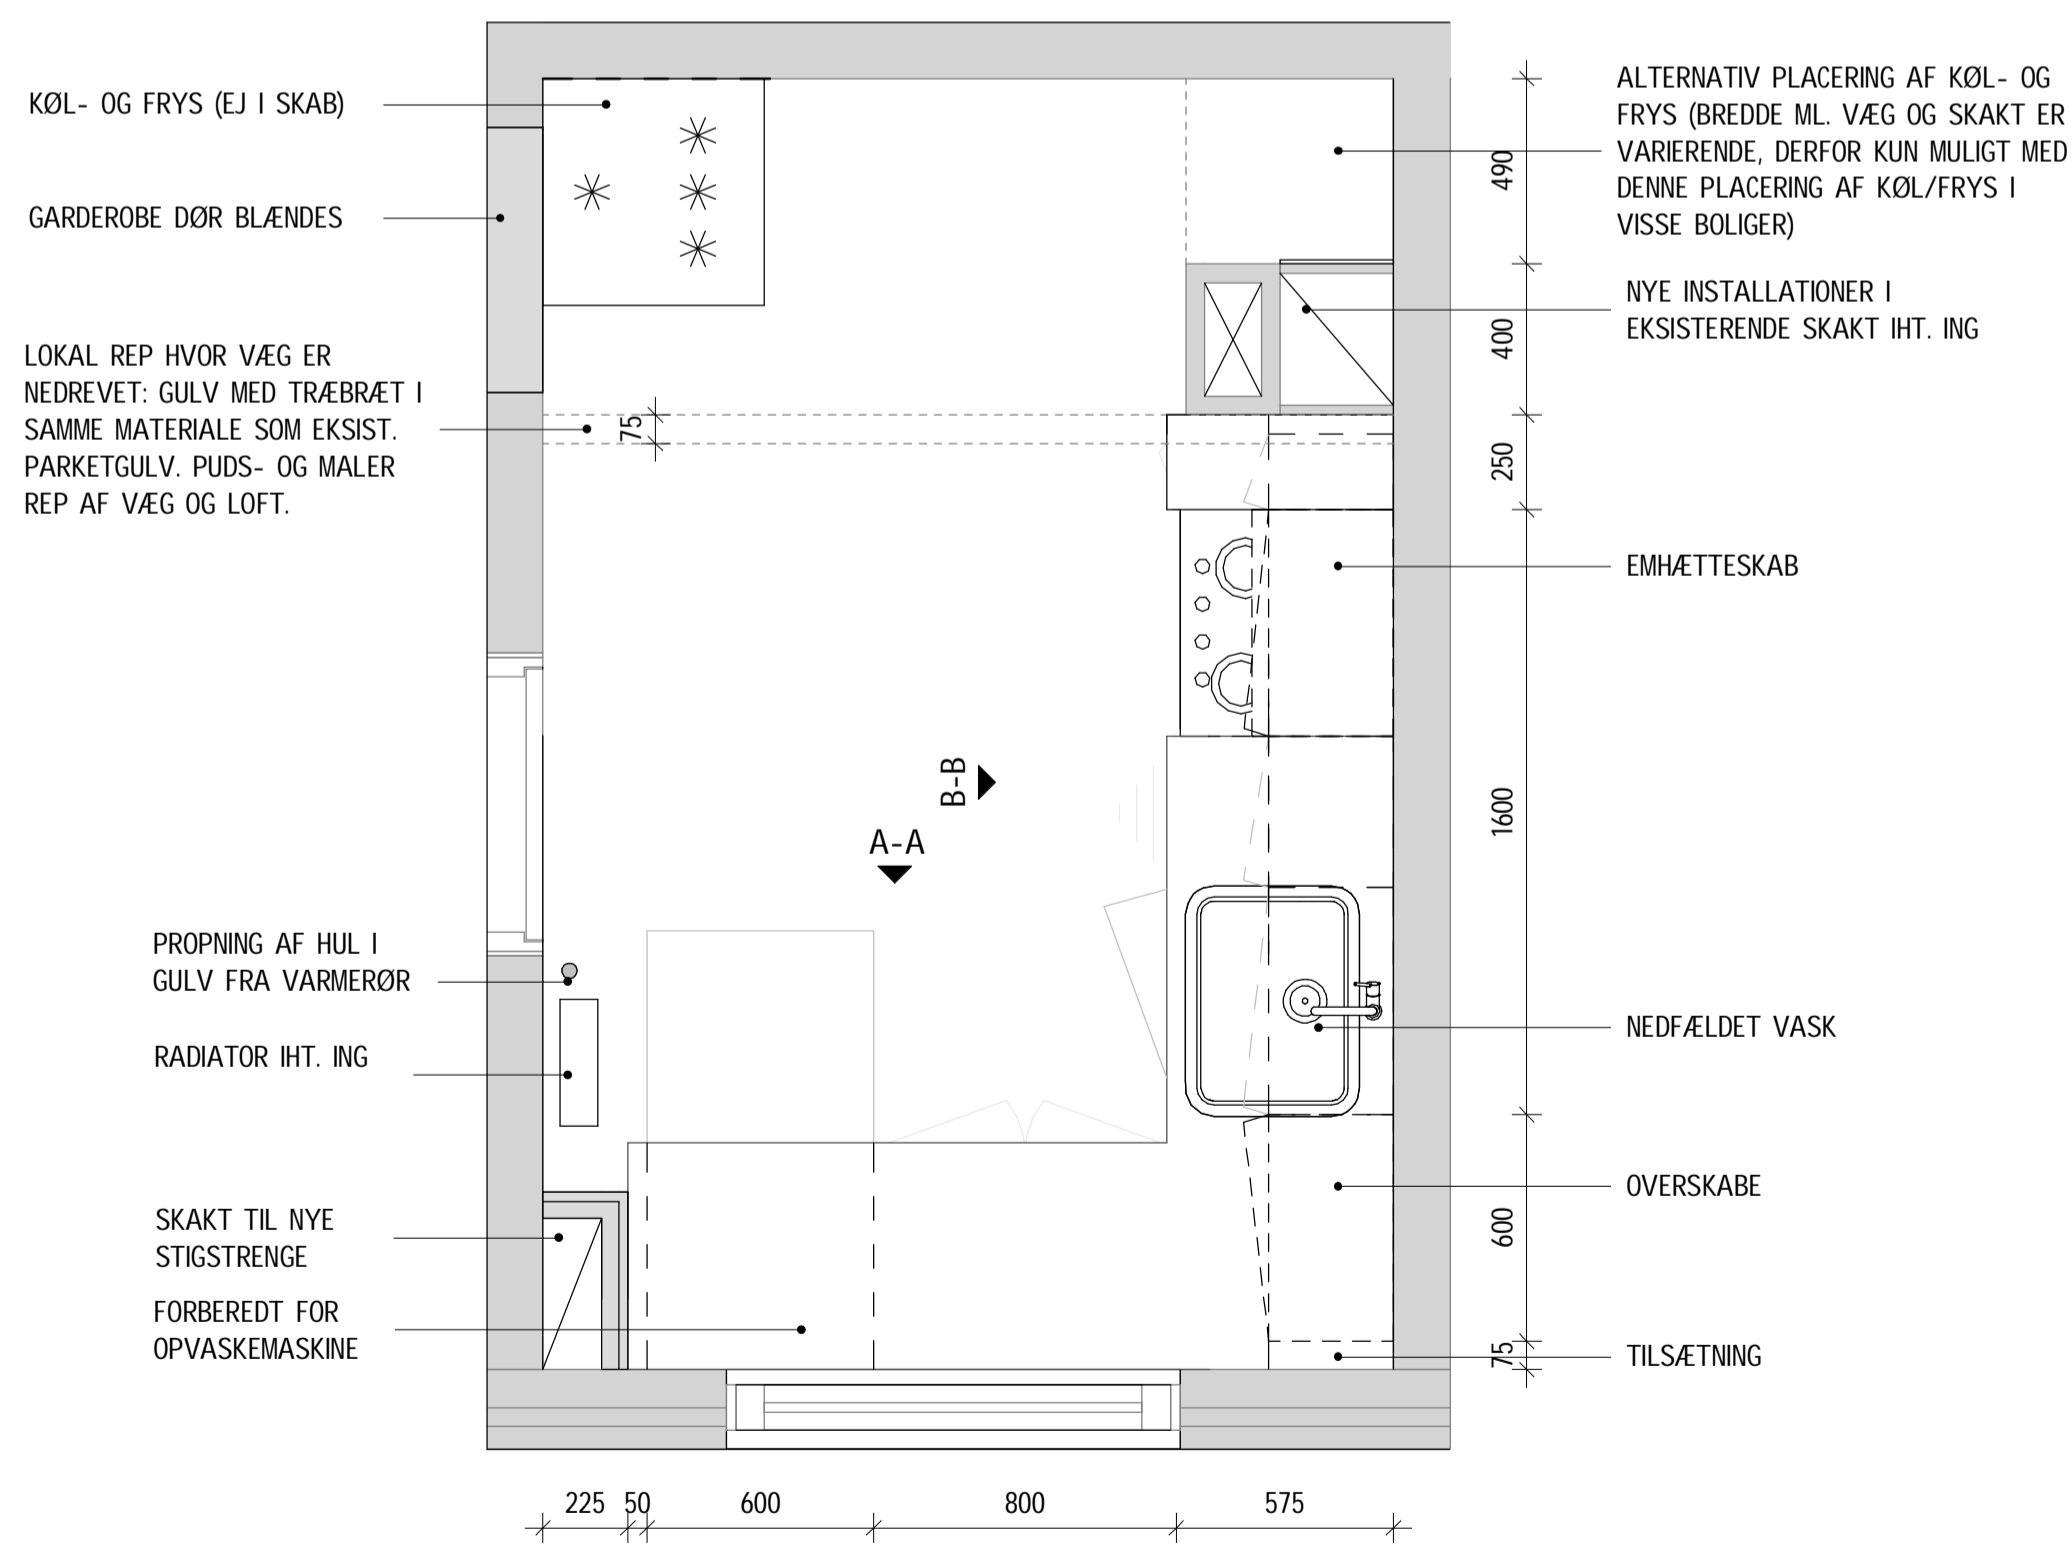 KØL- OG FRYS (EJ I SKAB)
GARDEROBE DØR BLÆNDES
LOKAL REP HVOR VÆG ER
NEDREVET: GULV MED TRÆBRÆT I
SAMME MATERIALE SOM EKSIST.
PARKETGULV. PUDS- OG MALER
REP AF VÆG OG LOFT.
PROPNING AF HUL I
GULV FRA VARMERØR
RADIATOR IHT. ING
SKAKT TIL NYE
STIGSTRENGE
FORBEREDT FOR
OPVASKEMASKINE
75
B-B
A-A
225 50 600 800 575
490
400
250
1600
600
75
ALTERNATIV PLACERING AF KØL- OG
FRYS (BREDDE ML. VÆG OG SKAKT ER
VARIERENDE, DERFOR KUN MULIGT MED
DENNE PLACERING AF KØL/FRYS I
VISSE BOLIGER)
NYE INSTALLATIONER I
EKSISTERENDE SKAKT IHT. ING
EMHÆTTESKAB
NEDFÆLDET VASK
OVERSKABE
TILSÆTNING